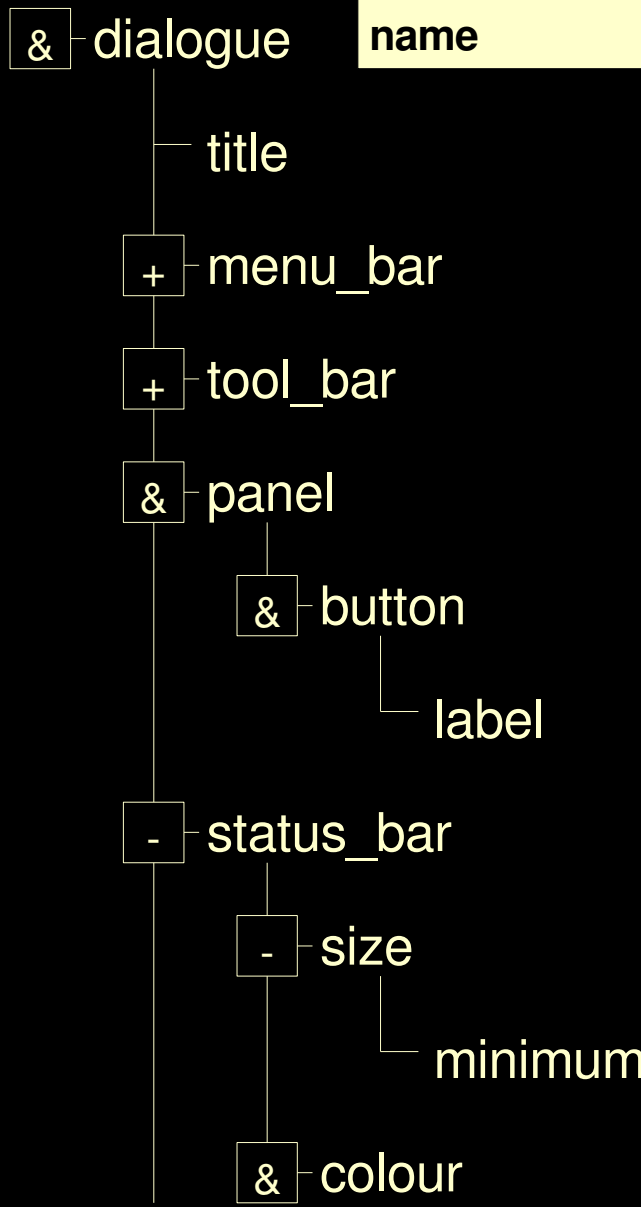 & dialogue name
title
+ menu_bar
+ tool_bar
& panel
& button
label
- status_bar
- size
minimum
& colour